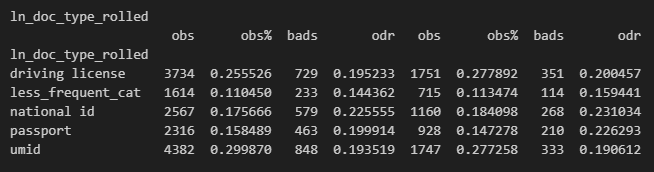 ln_doc_type_rolled
obs obs% bads odr obs obs% bads odr
ln_doc_type_rolled
driving license 3734 0.255526 729 0.195233 1751 0.277892 351 0.200457
less_frequent_cat 1614 0.110450 233 0.144362 715 0.113474 114 0.159441
national id 2567 0.175666 579 0.225555 1160 0.184098 268 0.231034
passport 2316 0.158489 463 0.199914 928 0.147278 210 0.226293
umid 4382 0.299870 848 0.193519 1747 0.277258 333 0.190612